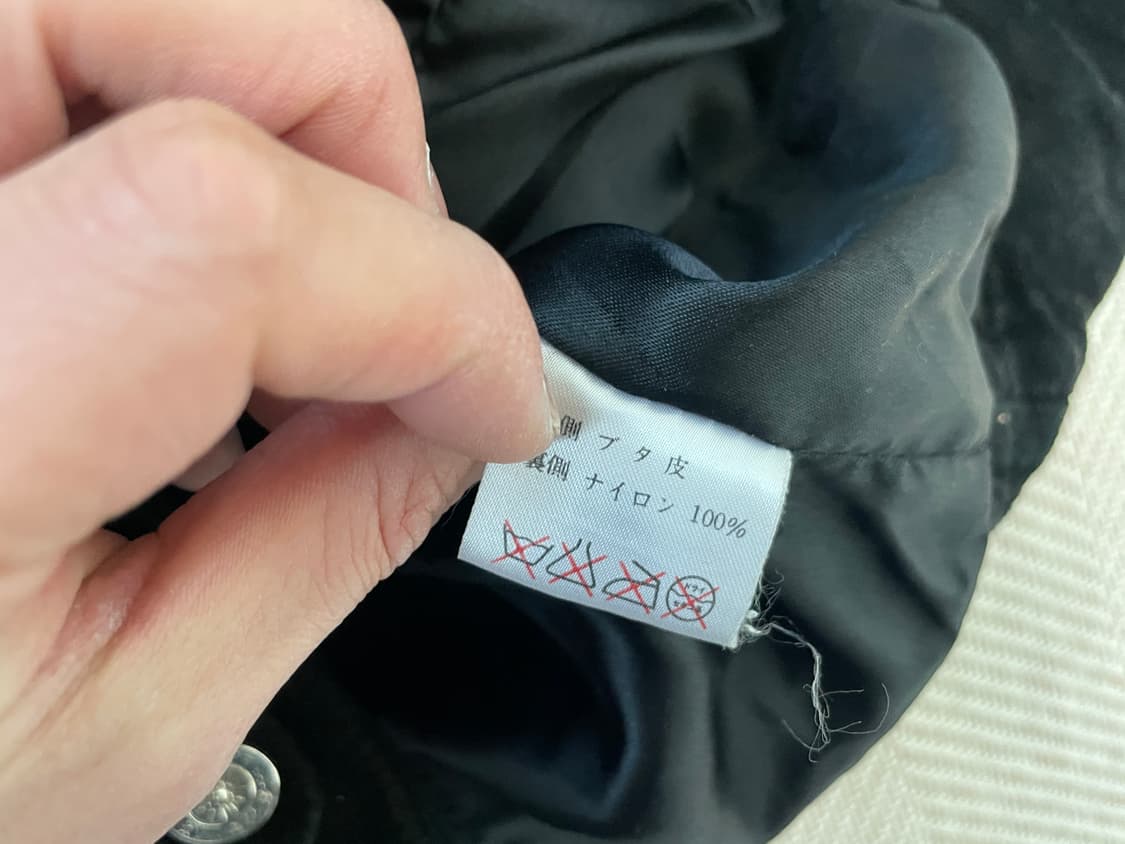 側 ブタ皮
裏側 ナイロン 100%